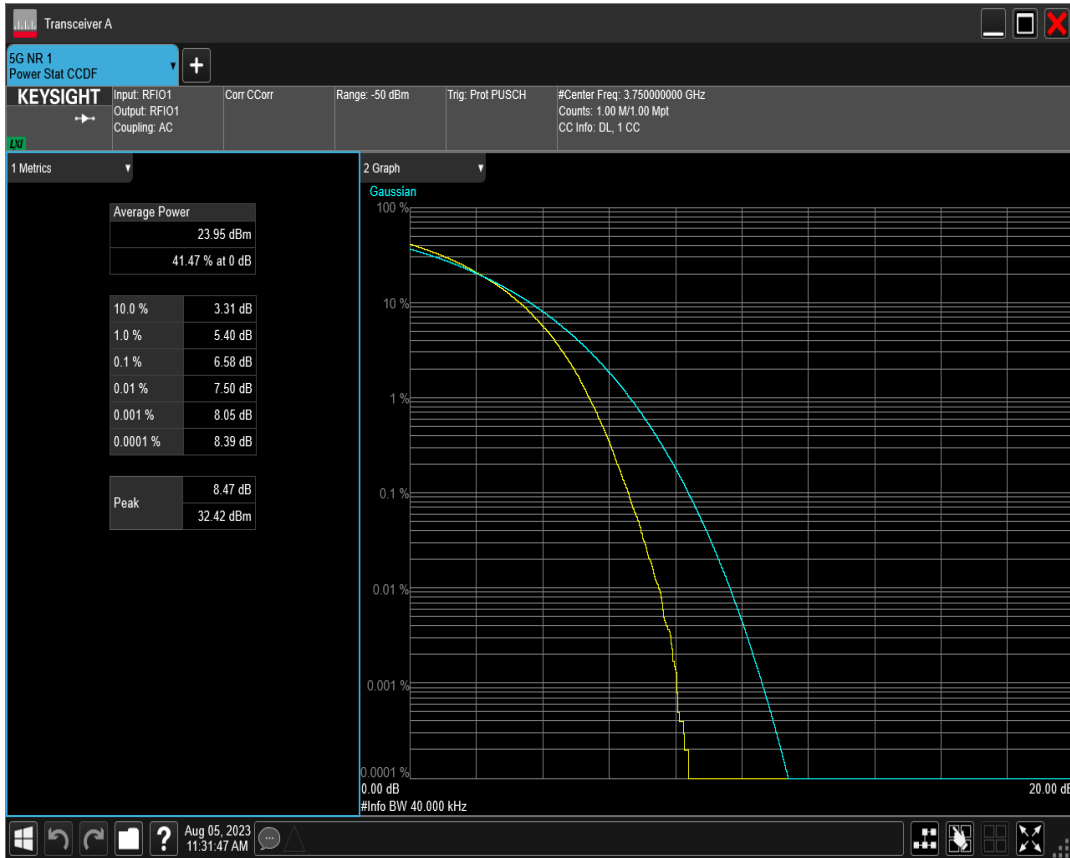 Transceiver A
5G NR 1
Power Stat CCDF
+
KEYSIGHT
LXI
Input: RFIO1
Output: RFIO1
Coupling: AC
Corr CCorr
Range: -50 dBm
Trig: Prot PUSCH
#Center Freq: 3.750000000 GHz
Counts: 1.00 M/1.00 Mpt
CC Info: DL, 1 CC
1 Metrics
Average Power
23.95 dBm
41.47 % at 0 dB
10.0 % 3.31 dB
1.0 % 5.40 dB
0.1 % 6.58 dB
0.01 % 7.50 dB
0.001 % 8.05 dB
0.0001 % 8.39 dB
Peak
8.47 dB
32.42 dBm
2 Graph
Gaussian
100 %
10 %
1 %
0.1 %
0.01 %
0.001 %
0.0001 %
0.00 dB 20.00 dB
#Info BW 40.000 kHz
? Aug 05, 2023
11:31:47 AM